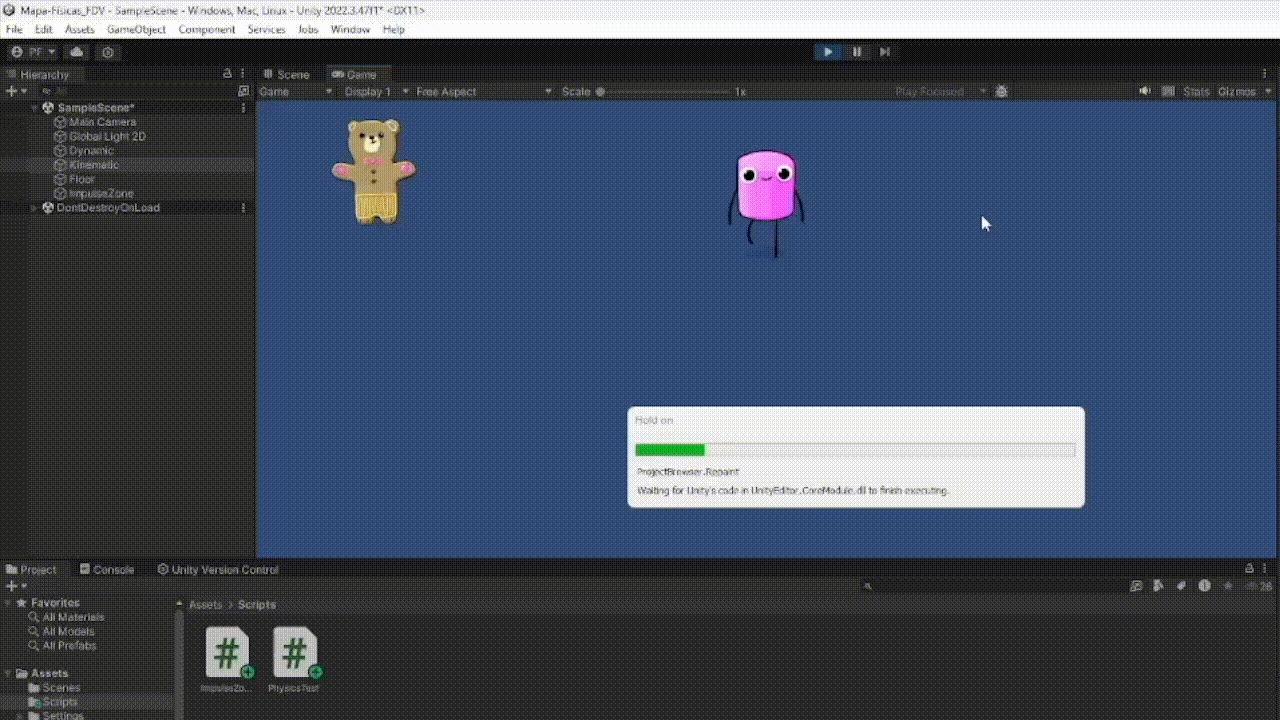 Mapa-Físicas_FDV - SampleScene - Windows, Mac, Linux - Unity 2022.3.47f1* <DX11>
File Edit Assets GameObject Component Services Jobs Window Help
PF
Hierarchy
Scene Game
All
Game Display 1 Free Aspect Scale 1x Play Focused Stats Gizmos
SampleScene*
Main Camera
Global Light 2D
Dynamic
Kinematic
Floor
ImpulseZone
DontDestroyOnLoad
Hold on
ProjectBrowser.Repaint
Waiting for Unity's code in UnityEditor.CoreModule.dll to finish executing.
Project Console Unity Version Control
26
Favorites
All Materials
All Models
All Prefabs
Assets
Scenes
Scripts
Settings
Assets > Scripts
ImpulseZo...
PhysicsTest